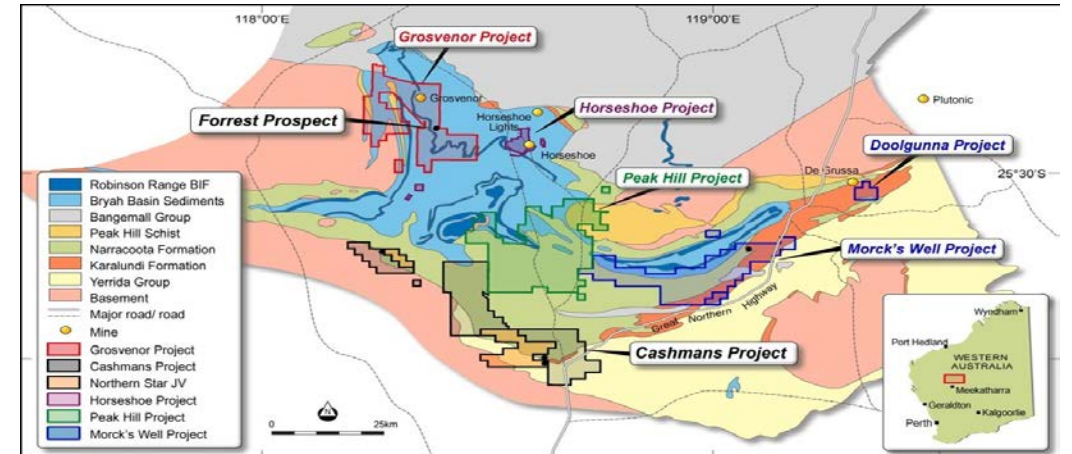 118°00'E
119°00'E
Grosvenor Project
Grosvenor
Plutonic
Forrest Prospect
Horseshoe
Lights
Horseshoe Project
Horseshoe
Doolgunna Project
De Grussa
25°30'S
Peak Hill Project
Morck's Well Project
Great Northern Highway
Cashmans Project
Robinson Range BIF
Bryah Basin Sediments
Bangemall Group
Peak Hill Schist
Narracoota Formation
Karalundi Formation
Yerrida Group
Basement
Major road/ road
Mine
Grosvenor Project
Cashmans Project
Northern Star JV
Horseshoe Project
Peak Hill Project
Morck's Well Project
N
0
25km
Wyndham
Port Hedland
WESTERN
AUSTRALIA
Meekatharra
Geraldton
Kalgoorlie
Perth